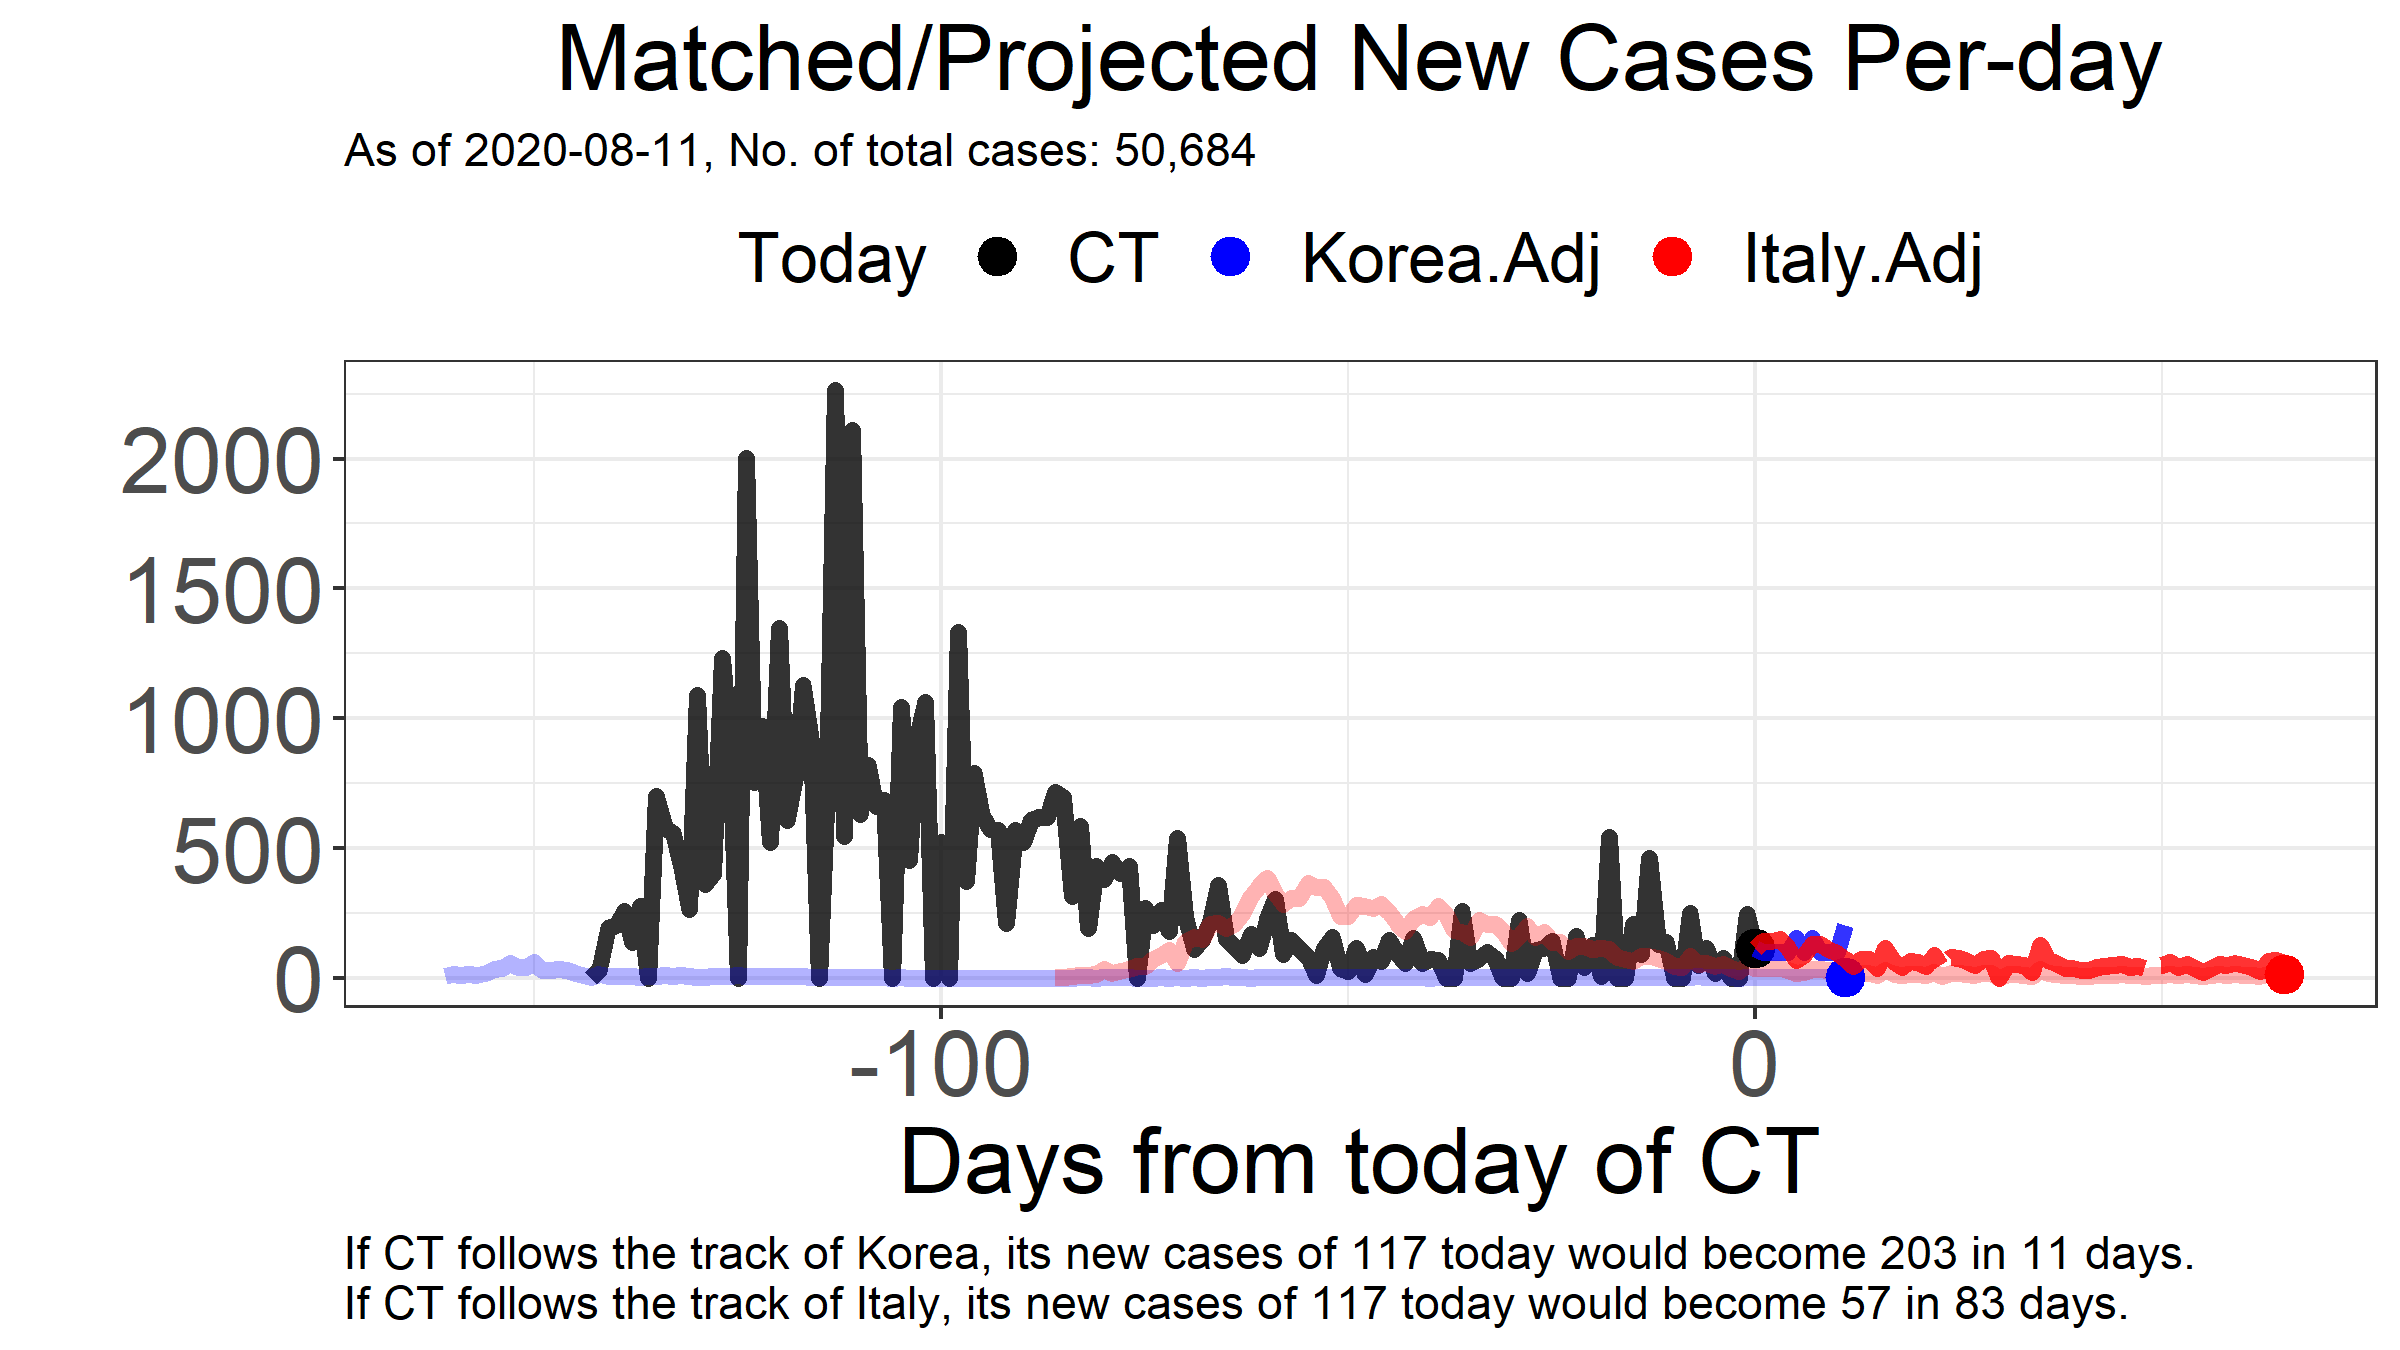 Matched/Projected New Cases Per-day
As of 2020-08-11, No. of total cases: 50,684
Today CT Korea.Adj Italy.Adj
2000
1500
1000
500
0
-100 0
Days from today of CT
If CT follows the track of Korea, its new cases of 117 today would become 203 in 11 days.
If CT follows the track of Italy, its new cases of 117 today would become 57 in 83 days.